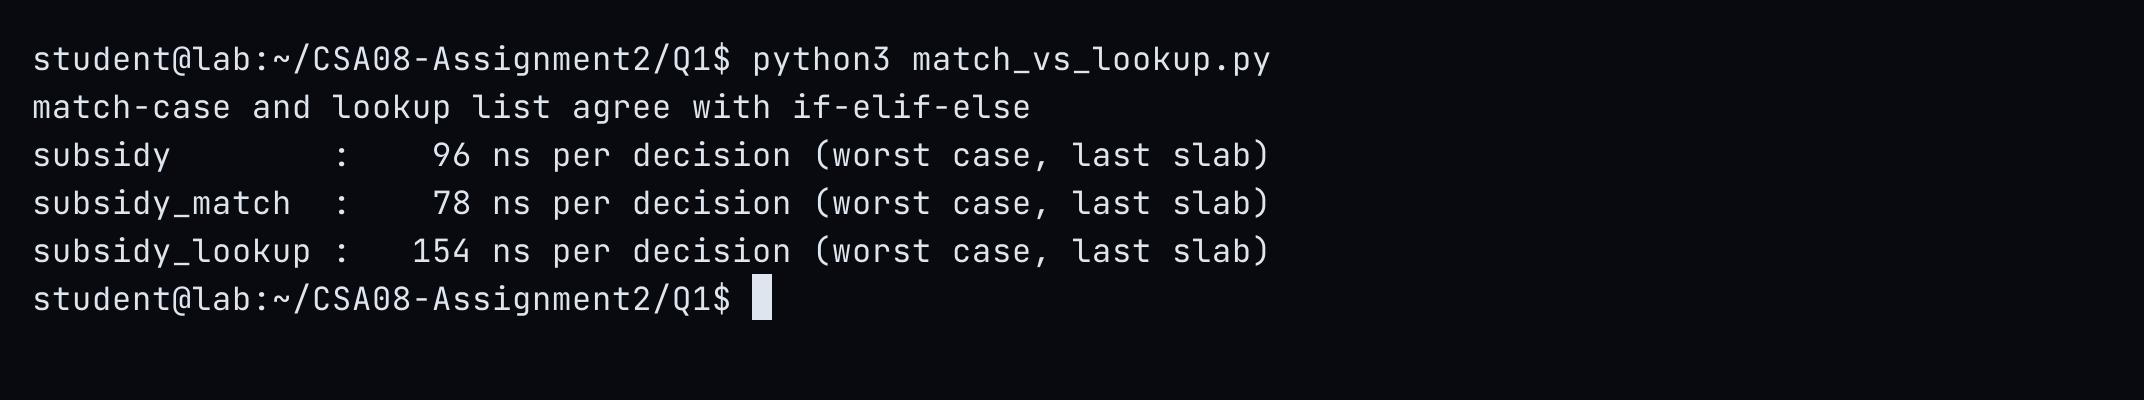 student@lab:~/CSA08-Assignment2/Q1$ python3 match_vs_lookup.py
match-case and lookup list agree with if-elif-else
subsidy        :    96 ns per decision (worst case, last slab)
subsidy_match  :    78 ns per decision (worst case, last slab)
subsidy_lookup :   154 ns per decision (worst case, last slab)
student@lab:~/CSA08-Assignment2/Q1$